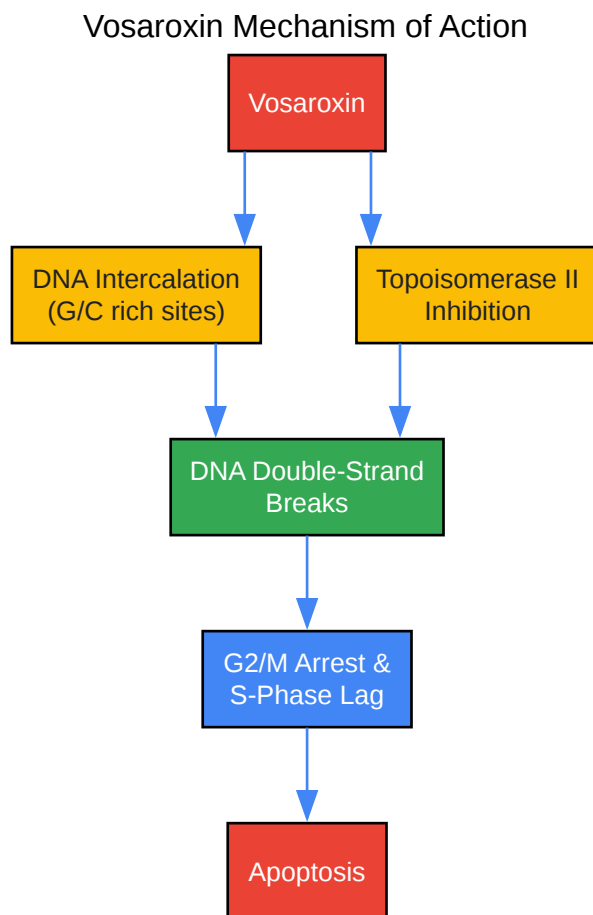 Vosaroxin Mechanism of Action
Vosaroxin
DNA Intercalation
(G/C rich sites)
Topoisomerase II
Inhibition
DNA Double-Strand
Breaks
G2/M Arrest &
S-Phase Lag
Apoptosis